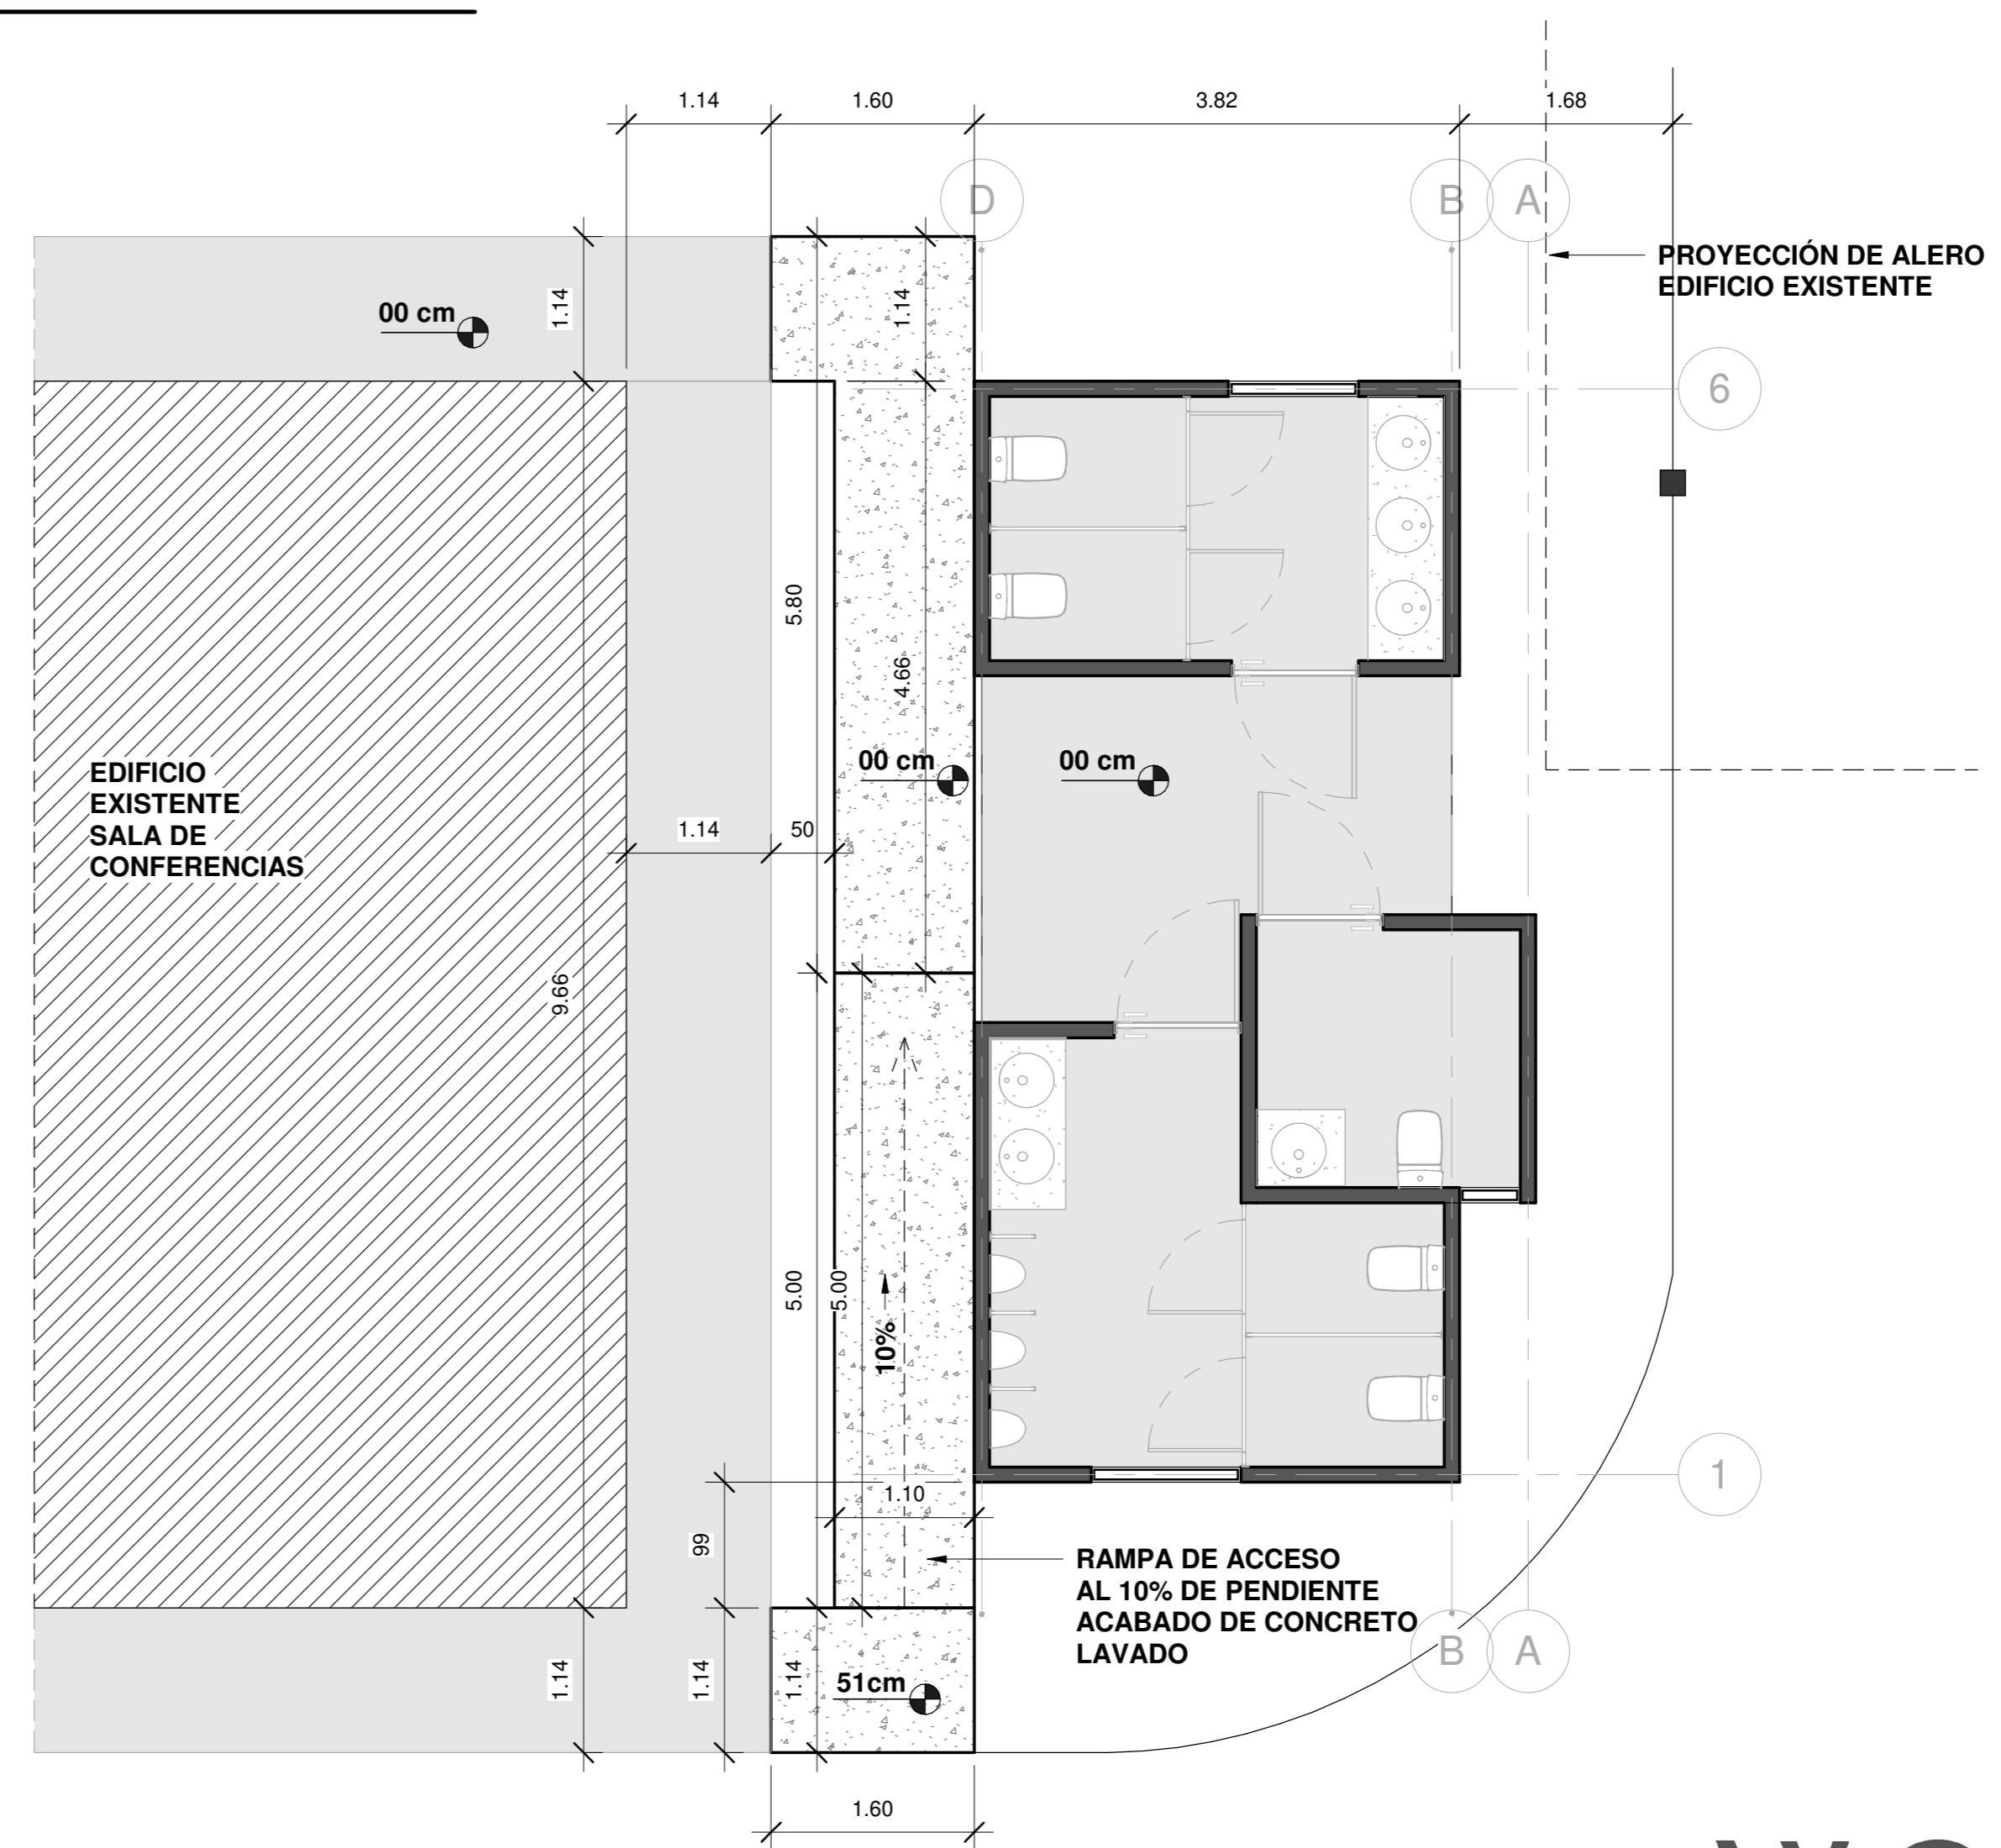 1.14
1.60
3.82
1.68
D
B
A
PROYECCIÓN DE ALERO
EDIFICIO EXISTENTE
00 cm
1.14
1.14
6
5.80
4.66
00 cm
00 cm
EDIFICIO
EXISTENTE
SALA DE
CONFERENCIAS
1.14
50
9.66
5.00
5.00
10%
1
1.10
99
RAMPA DE ACCESO
AL 10% DE PENDIENTE
ACABADO DE CONCRETO
LAVADO
B
A
1.14
1.14
1.14
51cm
1.60